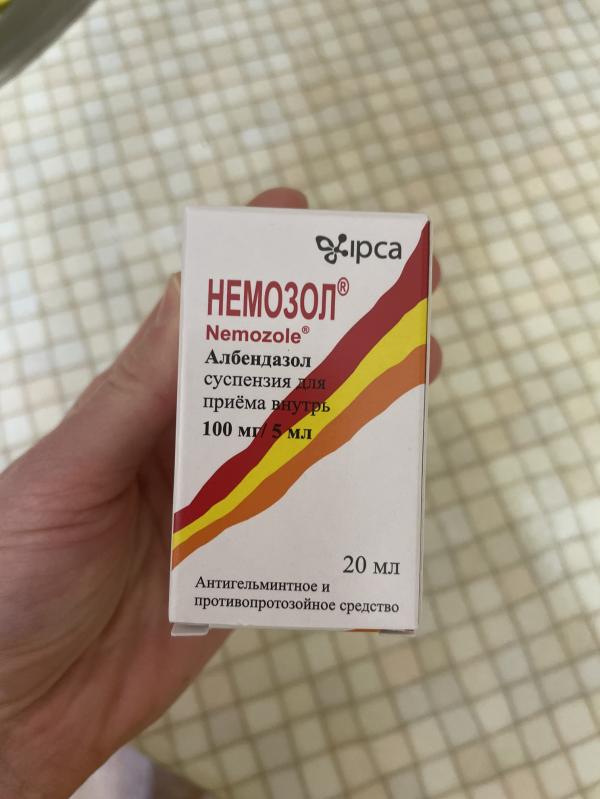 ipca
НЕМОЗОЛ®
Nemozole®
Албендазол
суспензия для
приёма внутрь
100 мг/ 5 мл
20 мл
Антигельминтное и
противопротозойное средство